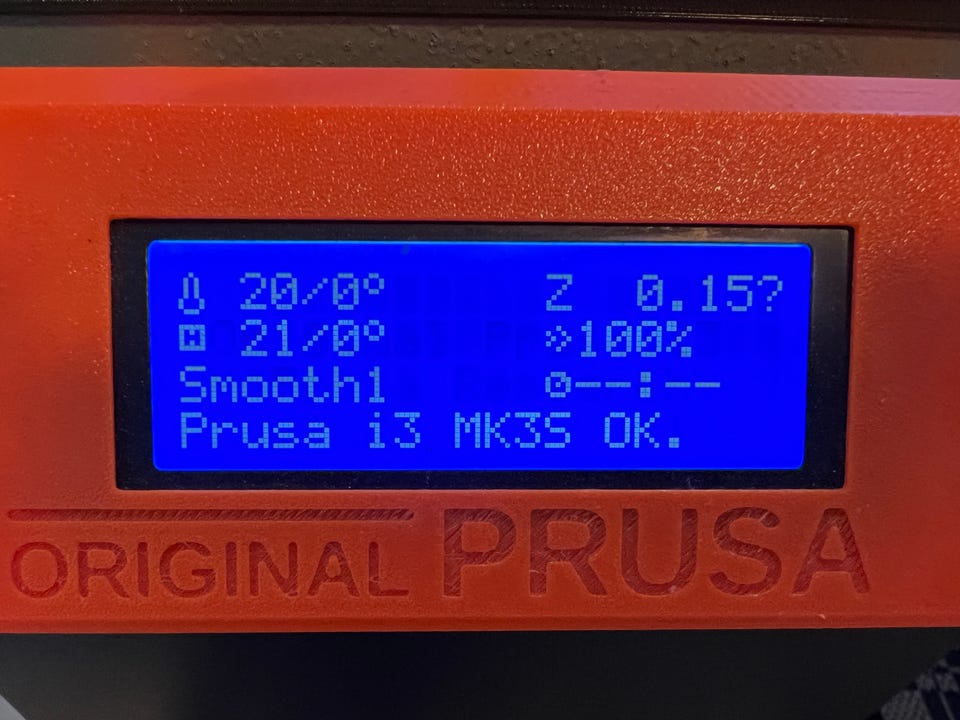 20/0° Z 0.15?
21/0° 100%
Smooth1 --:--
Prusa i3 MK3S OK.
ORIGINAL PRUSA